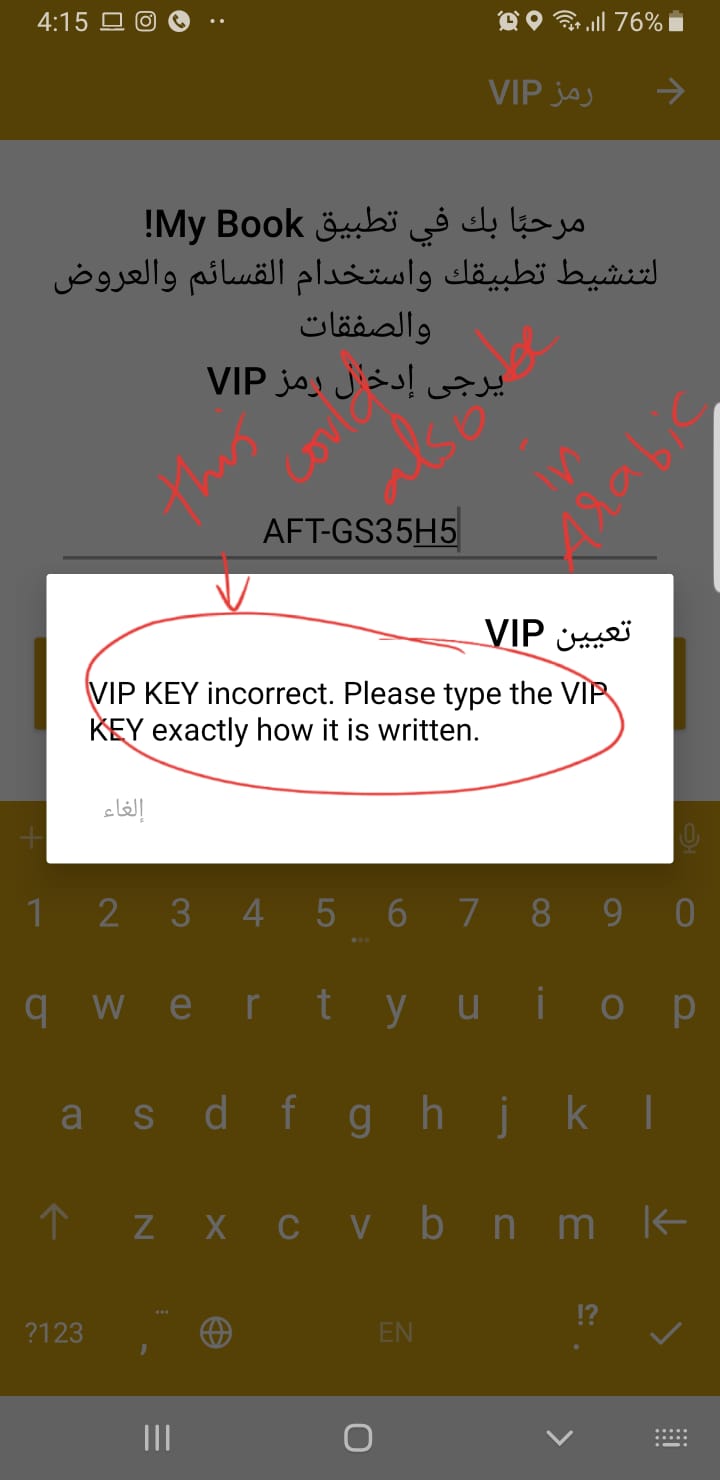 4:15
76%
رمز VIP
مرحبًا بك في تطبيق My Book!
لتنشيط تطبيقك واستخدام القسائم والعروض
والصفقات
يرجى إدخال رمز VIP
this could also be in Arabic
AFT-GS35H5
تعيين VIP
VIP KEY incorrect. Please type the VIP
KEY exactly how it is written.
إلغاء
1 2 3 4 5 6 7 8 9 0
q w e r t y u i o p
a s d f g h j k l
z x c v b n m
?123 , EN !? .